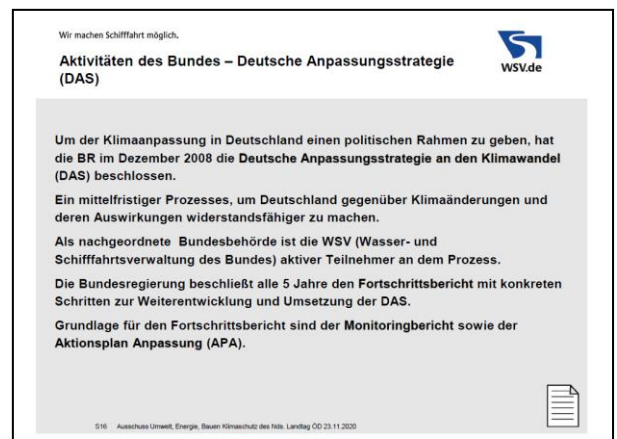 Wir machen Schifffahrt möglich.
Aktivitäten des Bundes – Deutsche Anpassungsstrategie
(DAS)
WSV.de
Um der Klimaanpassung in Deutschland einen politischen Rahmen zu geben, hat
die BR im Dezember 2008 die Deutsche Anpassungsstrategie an den Klimawandel
(DAS) beschlossen.
Ein mittelfristiger Prozesses, um Deutschland gegenüber Klimaänderungen und
deren Auswirkungen widerstandsfähiger zu machen.
Als nachgeordnete Bundesbehörde ist die WSV (Wasser- und
Schifffahrtsverwaltung des Bundes) aktiver Teilnehmer an dem Prozess.
Die Bundesregierung beschließt alle 5 Jahre den Fortschrittsbericht mit konkreten
Schritten zur Weiterentwicklung und Umsetzung der DAS.
Grundlage für den Fortschrittsbericht sind der Monitoringbericht sowie der
Aktionsplan Anpassung (APA).
S16 Ausschuss Umwelt, Energie, Bauen Klimaschutz des Nds. Landtag ÖD 23.11.2020